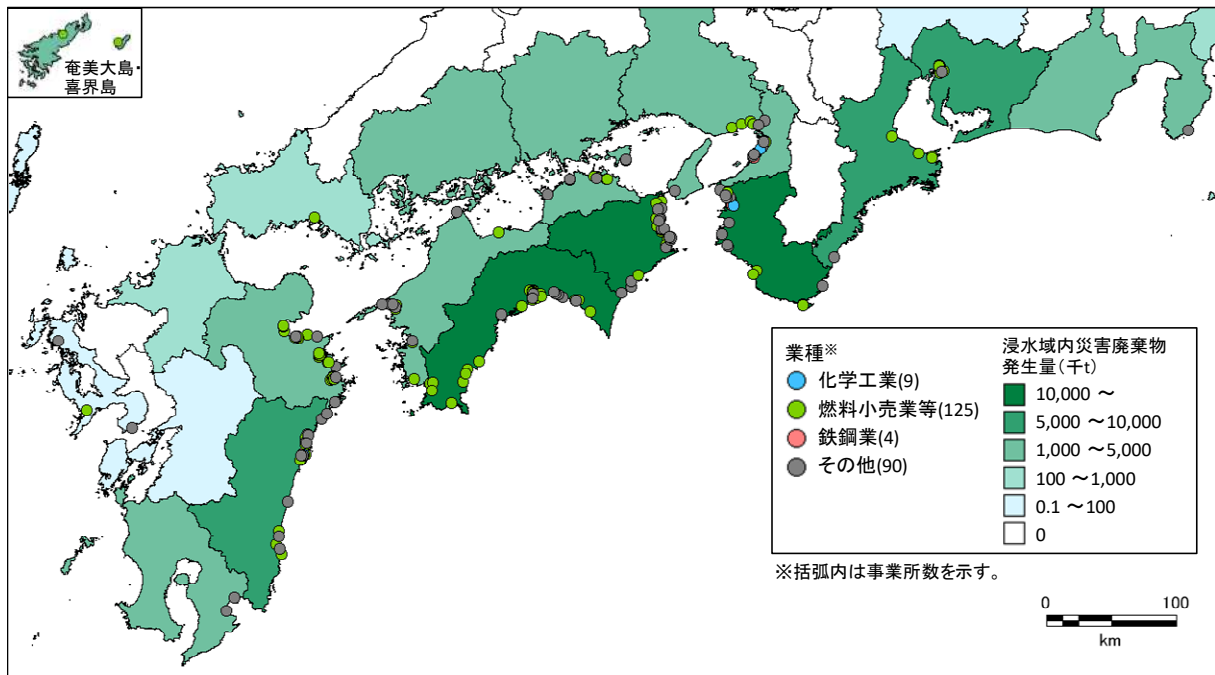 奄美大島・
喜界島
業種※
化学工業(9)
燃料小売業等(125)
鉄鋼業(4)
その他(90)
浸水域内災害廃棄物
発生量(千t)
10,000 ～
5,000 ～10,000
1,000 ～5,000
100 ～1,000
0.1 ～100
0
※括弧内は事業所数を示す。
0 100
km